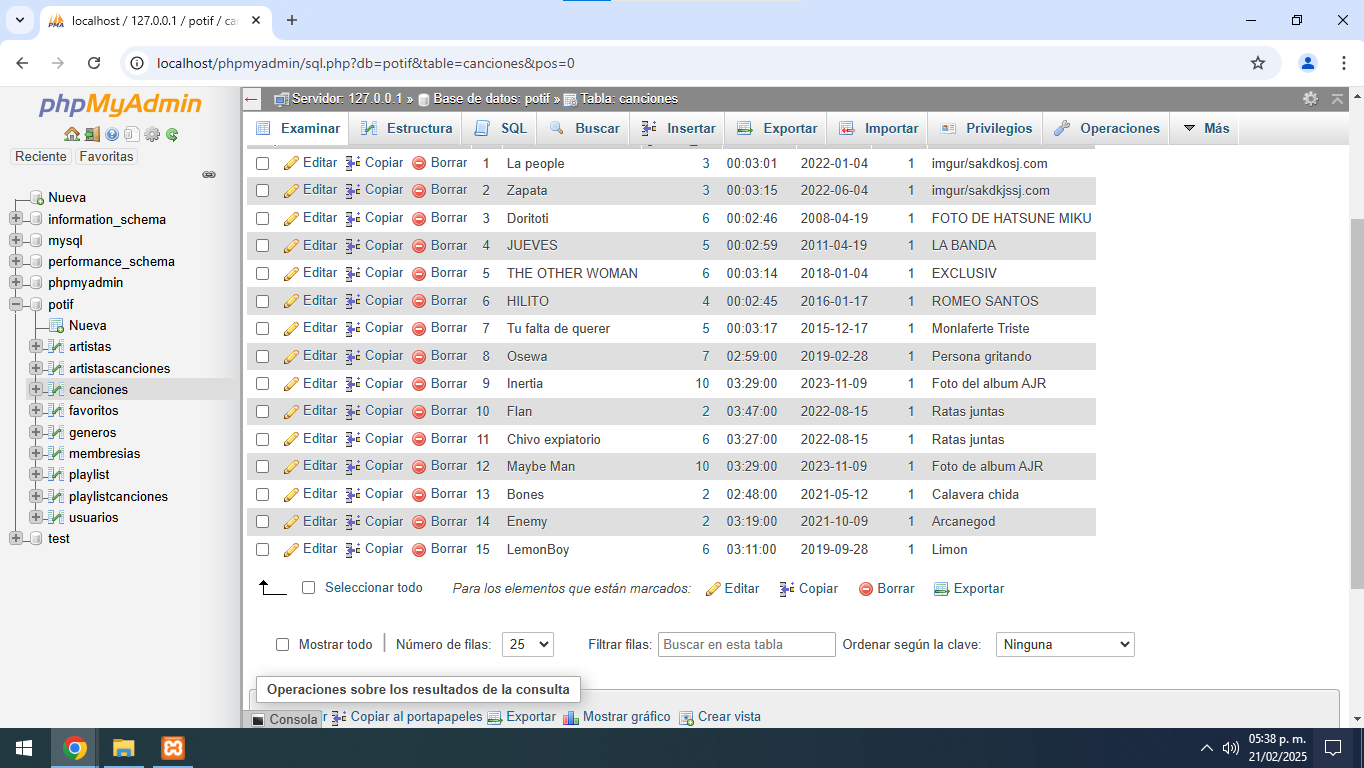 localhost / 127.0.0.1 / potif / ca
localhost/phpmyadmin/sql.php?db=potif&table=canciones&pos=0
phpMyAdmin
Reciente Favoritas
Nueva
information_schema
mysql
performance_schema
phpmyadmin
potif
Nueva
artistas
artistascanciones
canciones
favoritos
generos
membresias
playlist
playlistcanciones
usuarios
test
Servidor: 127.0.0.1 » Base de datos: potif » Tabla: canciones
Examinar Estructura SQL Buscar Insertar Exportar Importar Privilegios Operaciones Más
Editar Copiar Borrar 1 La people 3 00:03:01 2022-01-04 1 imgur/sakdkosj.com
Editar Copiar Borrar 2 Zapata 3 00:03:15 2022-06-04 1 imgur/sakdkjssj.com
Editar Copiar Borrar 3 Doritoti 6 00:02:46 2008-04-19 1 FOTO DE HATSUNE MIKU
Editar Copiar Borrar 4 JUEVES 5 00:02:59 2011-04-19 1 LA BANDA
Editar Copiar Borrar 5 THE OTHER WOMAN 6 00:03:14 2018-01-04 1 EXCLUSIV
Editar Copiar Borrar 6 HILITO 4 00:02:45 2016-01-17 1 ROMEO SANTOS
Editar Copiar Borrar 7 Tu falta de querer 5 00:03:17 2015-12-17 1 Monlaferte Triste
Editar Copiar Borrar 8 Osewa 7 02:59:00 2019-02-28 1 Persona gritando
Editar Copiar Borrar 9 Inertia 10 03:29:00 2023-11-09 1 Foto del album AJR
Editar Copiar Borrar 10 Flan 2 03:47:00 2022-08-15 1 Ratas juntas
Editar Copiar Borrar 11 Chivo expiatorio 6 03:27:00 2022-08-15 1 Ratas juntas
Editar Copiar Borrar 12 Maybe Man 10 03:29:00 2023-11-09 1 Foto de album AJR
Editar Copiar Borrar 13 Bones 2 02:48:00 2021-05-12 1 Calavera chida
Editar Copiar Borrar 14 Enemy 2 03:19:00 2021-10-09 1 Arcanegod
Editar Copiar Borrar 15 LemonBoy 6 03:11:00 2019-09-28 1 Limon
Seleccionar todo Para los elementos que están marcados: Editar Copiar Borrar Exportar
Mostrar todo Número de filas: 25 Filtrar filas: Buscar en esta tabla Ordenar según la clave: Ninguna
Operaciones sobre los resultados de la consulta
Consola r Copiar al portapapeles Exportar Mostrar gráfico Crear vista
05:38 p. m.
21/02/2025